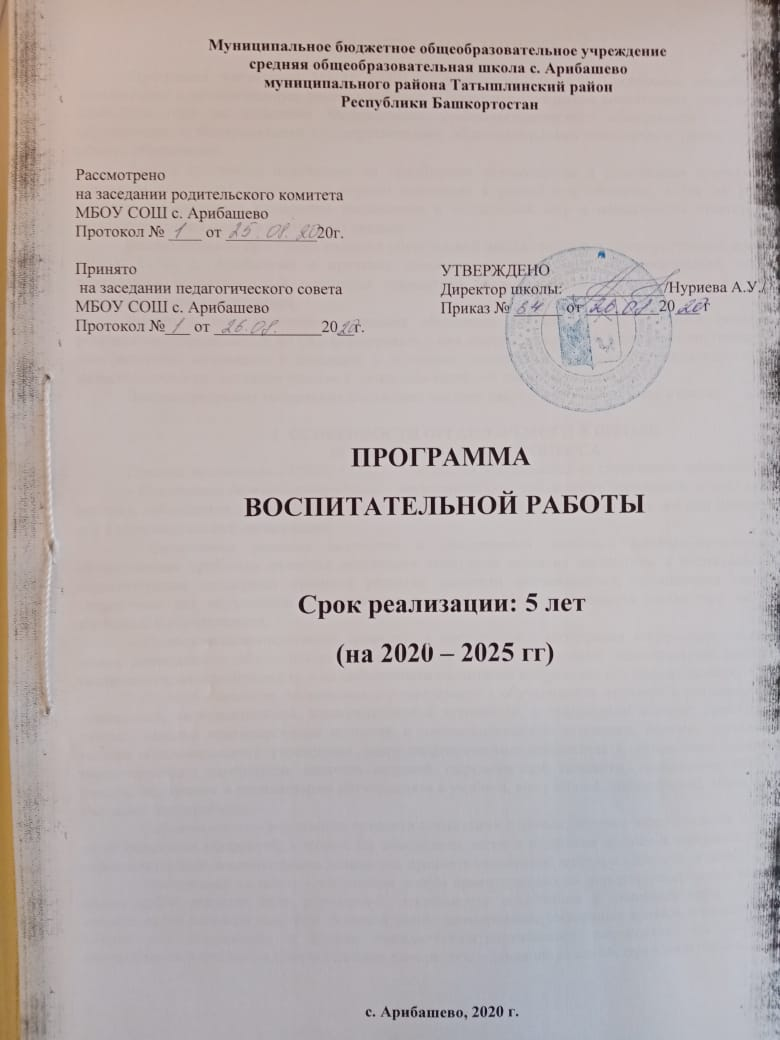 Муниципальное бюджетное общеобразовательное учреждение
средняя общеобразовательная школа с. Арибашево
муниципального района Татышлинский район
Республики Башкортостан
Рассмотрено
на заседании родительского комитета
МБОУ СОШ с. Арибашево
Протокол № 1 от 25.08.2020г.
Принято
на заседании педагогического совета
МБОУ СОШ с. Арибашево
Протокол № 1 от 26.08. 2020г.
УТВЕРЖДЕНО
Директор школы: /Нуриева А.У./
Приказ № 64 от 26.08. 2020г
ПРОГРАММА
ВОСПИТАТЕЛЬНОЙ РАБОТЫ
Срок реализации: 5 лет
(на 2020 – 2025 гг)
с. Арибашево, 2020 г.